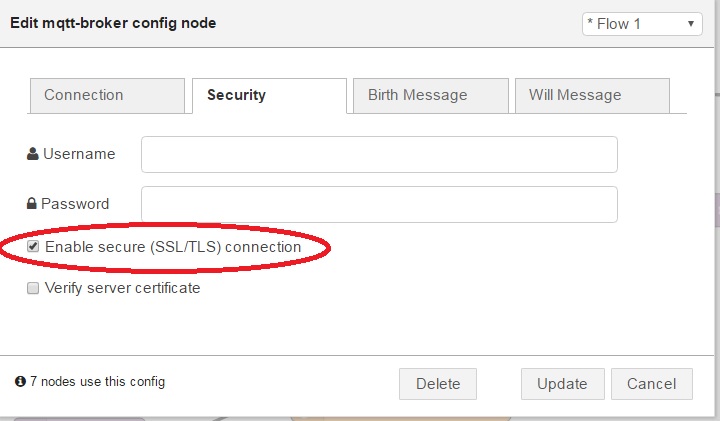 Edit mqtt-broker config node
* Flow 1
Connection
Security
Birth Message
Will Message
Username
Password
Enable secure (SSL/TLS) connection
Verify server certificate
7 nodes use this config
Delete
Update
Cancel